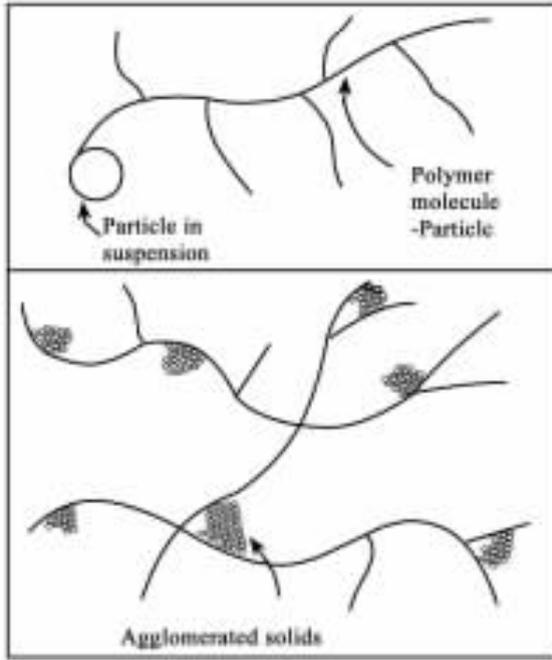 Polymer
molecule
-Particle
Particle in
suspension
Agglomerated solids